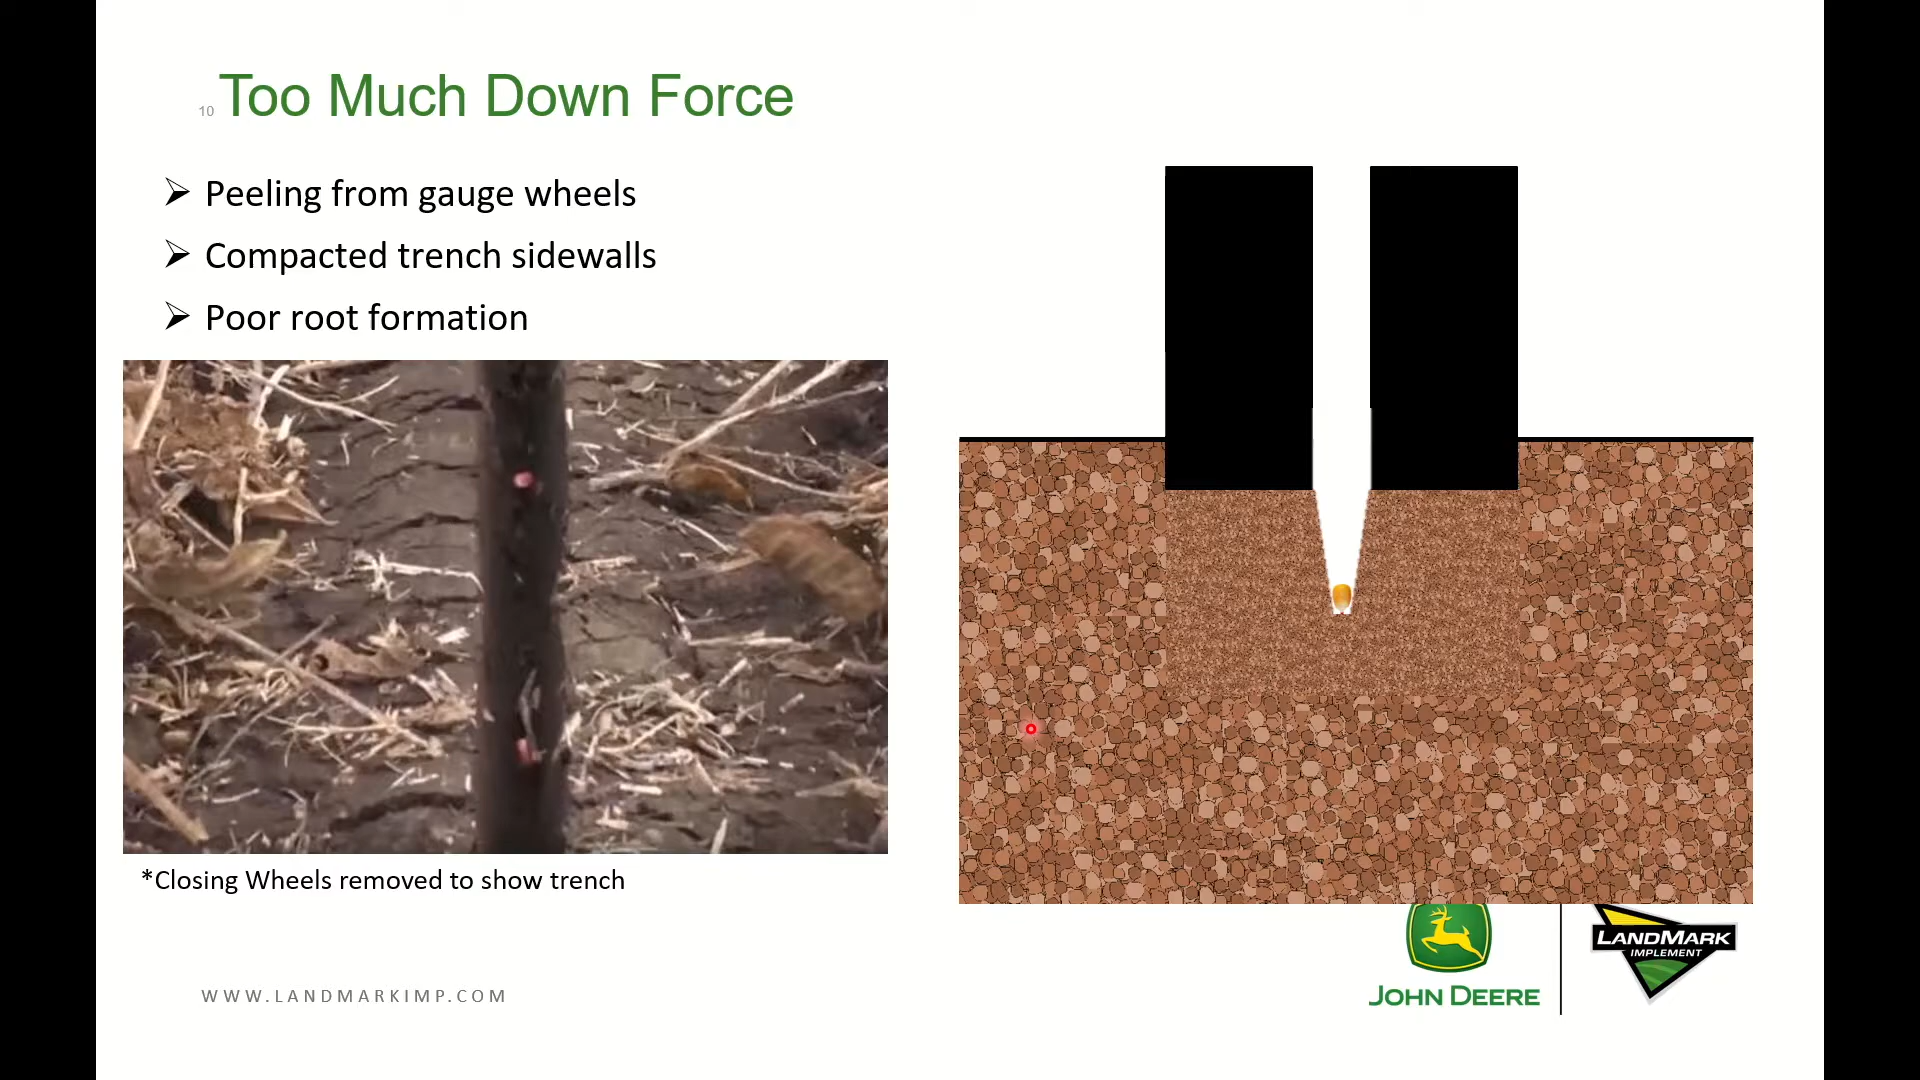 10 Too Much Down Force
Peeling from gauge wheels
Compacted trench sidewalls
Poor root formation
*Closing Wheels removed to show trench
WWW.LANDMARKIMP.COM
JOHN DEERE
LANDMARK
IMPLEMENT